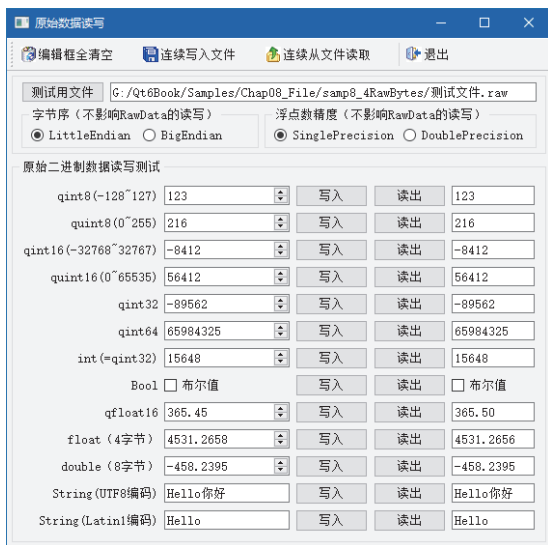 原始数据读写
编辑框全清空 连续写入文件 连续从文件读取 退出
测试用文件 G:/Qt6Book/Samples/Chap08_File/samp8_4RawBytes/测试文件.raw
字节序（不影响RawData的读写） 浮点数精度（不影响RawData的读写）
LittleEndian BigEndian SinglePrecision DoublePrecision
原始二进制数据读写测试
qint8(-128~127) 123 写入 读出 123
quint8(0~255) 216 写入 读出 216
qint16(-32768~32767) -8412 写入 读出 -8412
quint16(0~65535) 56412 写入 读出 56412
qint32 -89562 写入 读出 -89562
qint64 65984325 写入 读出 65984325
int(=qint32) 15648 写入 读出 15648
Bool 布尔值 写入 读出 布尔值
qfloat16 365.45 写入 读出 365.50
float（4字节） 4531.2658 写入 读出 4531.2656
double（8字节） -458.2395 写入 读出 -458.2395
String(UTF8编码) Hello你好 写入 读出 Hello你好
String(Latin1编码) Hello 写入 读出 Hello